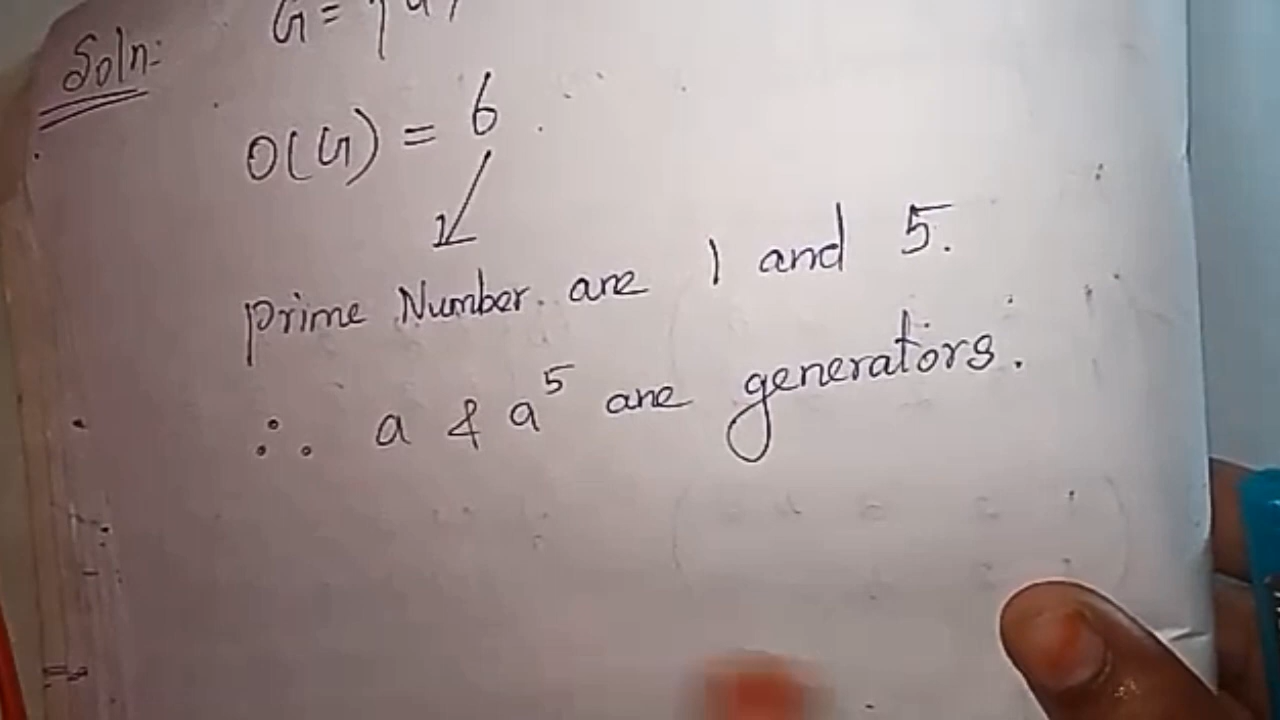 Soln:
G =
O(G) = 6.
Prime Number. are 1 and 5.
∴ a & a⁵ are generators.